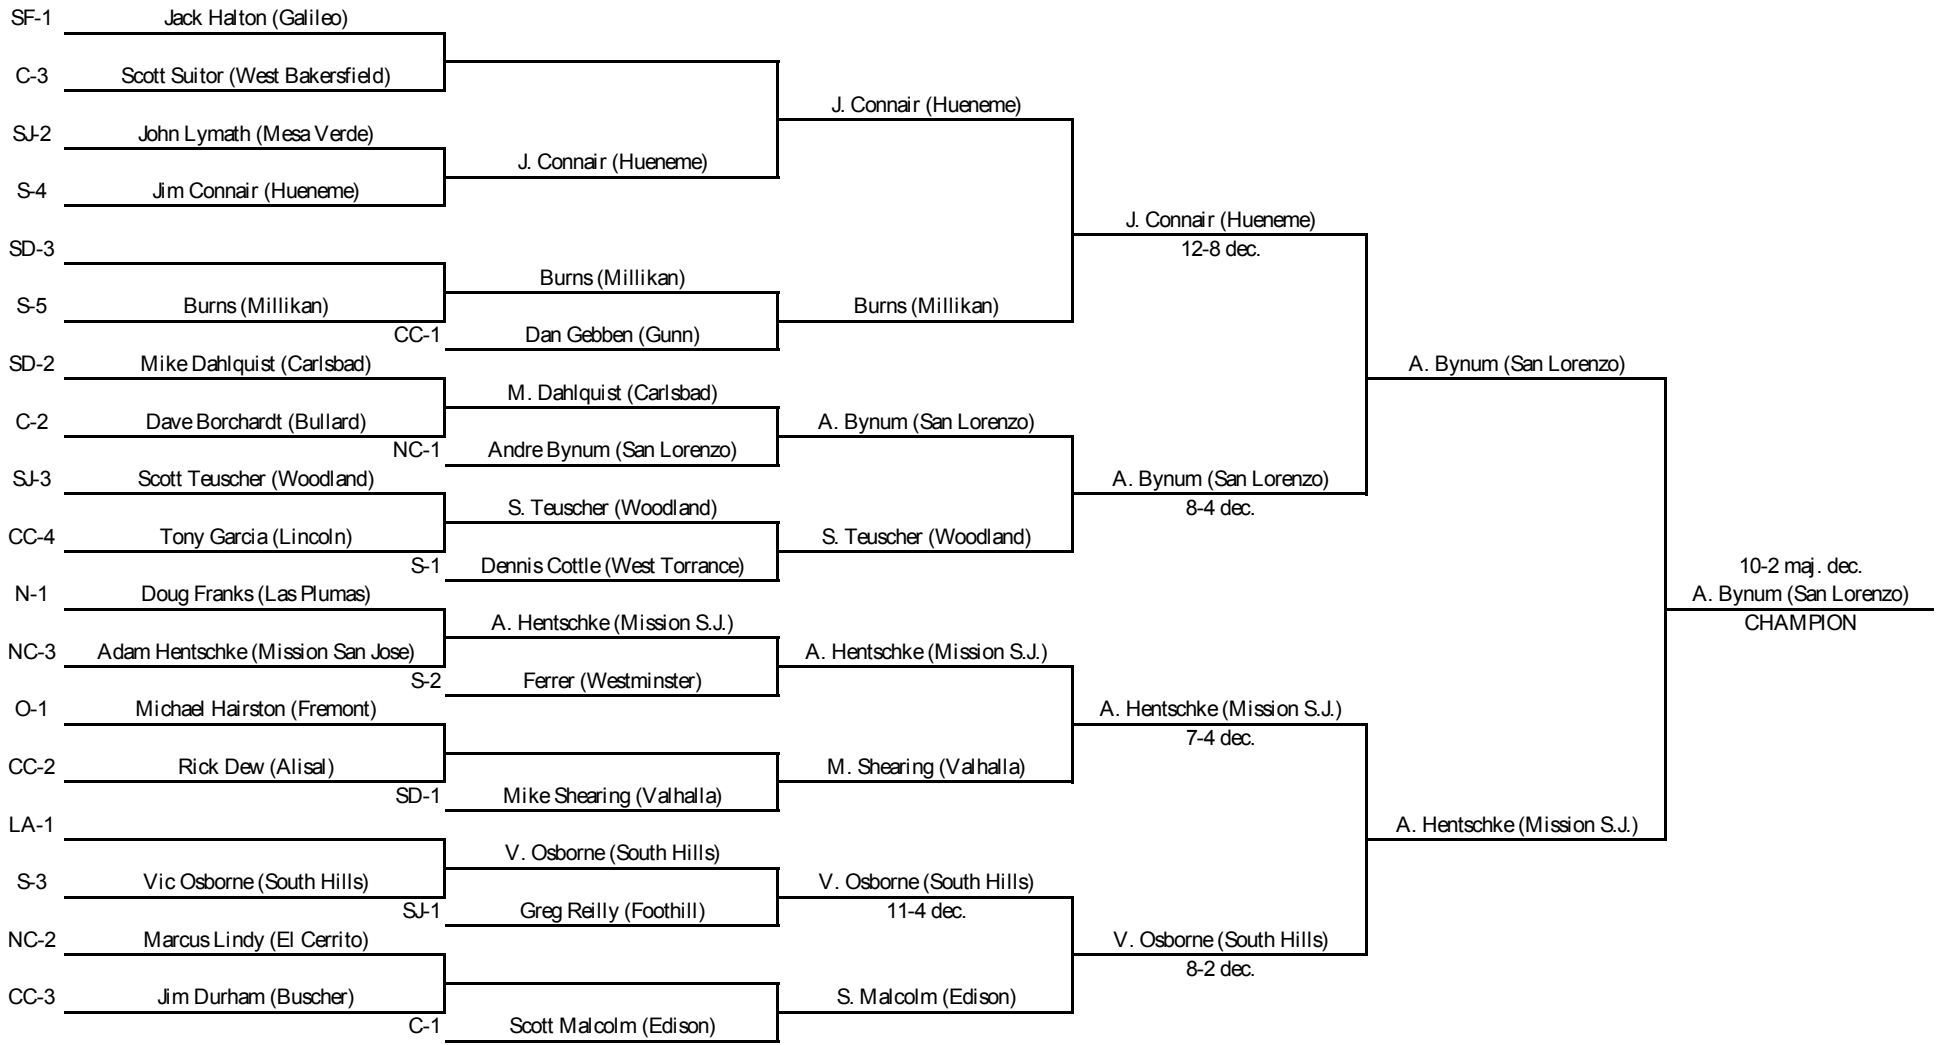 SF-1 Jack Halton (Galileo)
C-3 Scott Suitor (West Bakersfield)
J. Connair (Hueneme)
SJ-2 John Lymath (Mesa Verde)
J. Connair (Hueneme)
S-4 Jim Connair (Hueneme)
J. Connair (Hueneme)
SD-3 12-8 dec.
Burns (Millikan)
S-5 Burns (Millikan) Burns (Millikan)
CC-1 Dan Gebben (Gunn)
SD-2 Mike Dahlquist (Carlsbad) A. Bynum (San Lorenzo)
M. Dahlquist (Carlsbad)
C-2 Dave Borchardt (Bullard) A. Bynum (San Lorenzo)
NC-1 Andre Bynum (San Lorenzo)
SJ-3 Scott Teuscher (Woodland) A. Bynum (San Lorenzo)
S. Teuscher (Woodland) 8-4 dec.
CC-4 Tony Garcia (Lincoln) S. Teuscher (Woodland)
S-1 Dennis Cottle (West Torrance) 10-2 maj. dec.
N-1 Doug Franks (Las Plumas) A. Bynum (San Lorenzo)
A. Hentschke (Mission S.J.) CHAMPION
NC-3 Adam Hentschke (Mission San Jose) A. Hentschke (Mission S.J.)
S-2 Ferrer (Westminster)
O-1 Michael Hairston (Fremont) A. Hentschke (Mission S.J.)
7-4 dec.
CC-2 Rick Dew (Alisal) M. Shearing (Valhalla)
SD-1 Mike Shearing (Valhalla)
LA-1 A. Hentschke (Mission S.J.)
V. Osborne (South Hills)
S-3 Vic Osborne (South Hills) V. Osborne (South Hills)
SJ-1 Greg Reilly (Foothill) 11-4 dec.
NC-2 Marcus Lindy (El Cerrito) V. Osborne (South Hills)
8-2 dec.
CC-3 Jim Durham (Buscher) S. Malcolm (Edison)
C-1 Scott Malcolm (Edison)